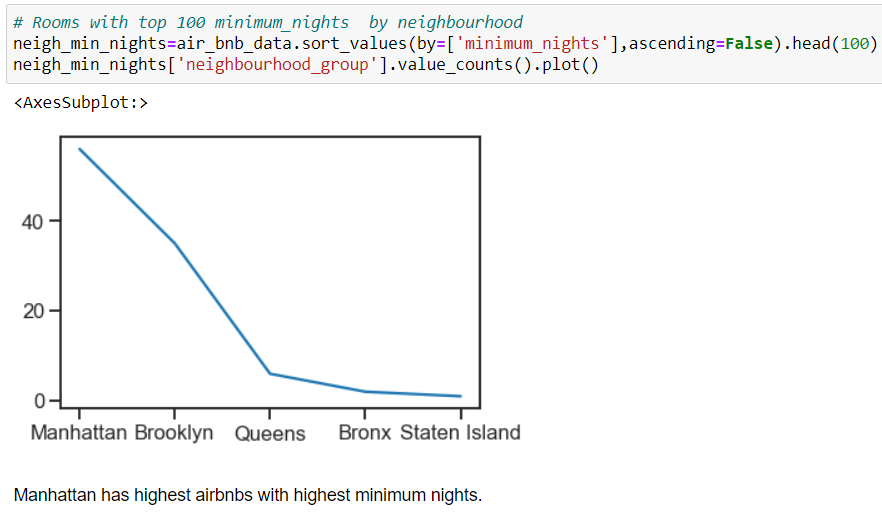 # Rooms with top 100 minimum_nights  by neighbourhood
neigh_min_nights=air_bnb_data.sort_values(by=['minimum_nights'],ascending=False).head(100)
neigh_min_nights['neighbourhood_group'].value_counts().plot()
<AxesSubplot:>
40
20
0
Manhattan Brooklyn Queens Bronx Staten Island
Manhattan has highest airbnbs with highest minimum nights.